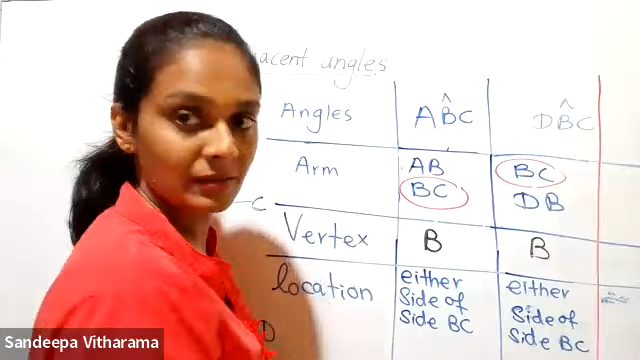 acent angles
Angles AB̂C DB̂C
Arm AB BC
BC DB
C
Vertex B B
location either either
Side of Side of
Side BC Side BC
D
Sandeepa Vitharama